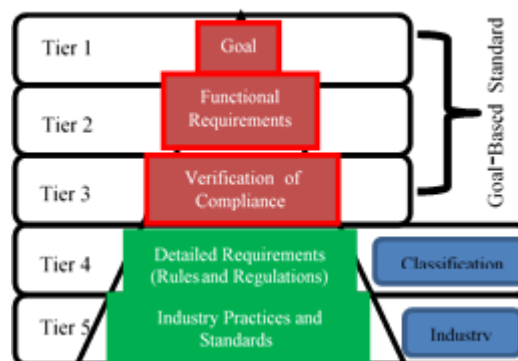 Tier 1
Goal
Tier 2
Functional
Requirements
Tier 3
Verification of
Compliance
Goal-Based Standard
Tier 4
Detailed Requirements
(Rules and Regulations)
Classification
Tier 5
Industry Practices and
Standards
Industry